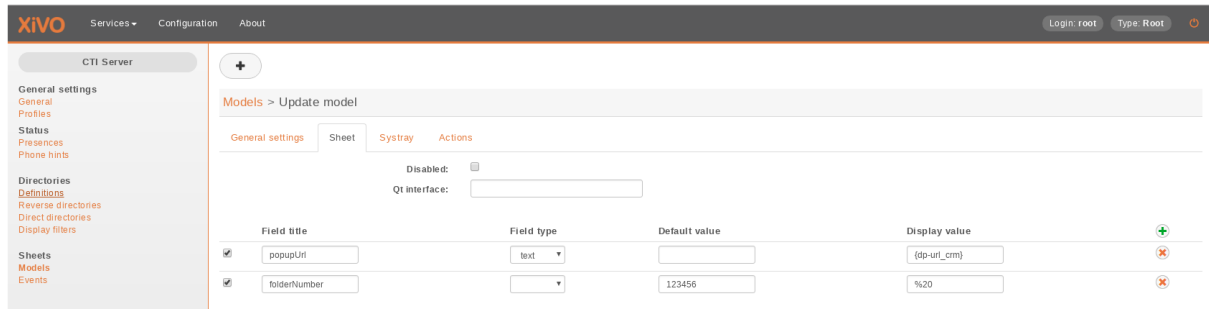 XiVO Services Configuration About Login: root Type: Root
CTI Server
General settings
General
Profiles
Status
Presences
Phone hints
Directories
Definitions
Reverse directories
Direct directories
Display filters
Sheets
Models
Events
Models > Update model
General settings Sheet Systray Actions
Disabled:
Qt interface:
Field title Field type Default value Display value
popupUrl text {dp-url_crm}
folderNumber 123456 %20